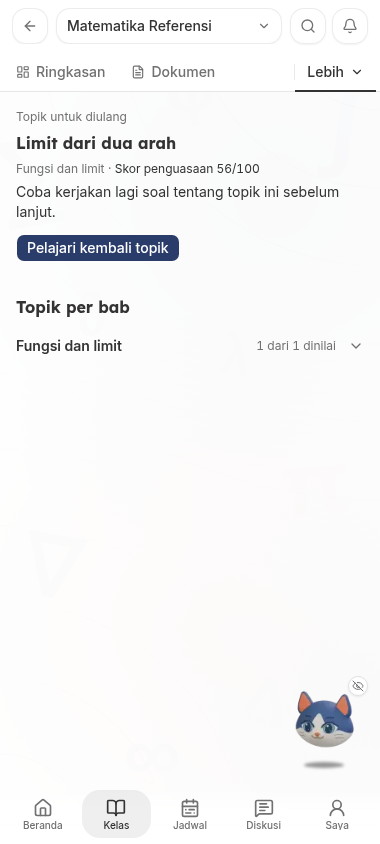 Matematika Referensi
Ringkasan
Dokumen
Lebih
Topik untuk diulang
Limit dari dua arah
Fungsi dan limit · Skor penguasaan 56/100
Coba kerjakan lagi soal tentang topik ini sebelum
lanjut.
Pelajari kembali topik
Topik per bab
Fungsi dan limit
1 dari 1 dinilai
Beranda
Kelas
Jadwal
Diskusi
Saya